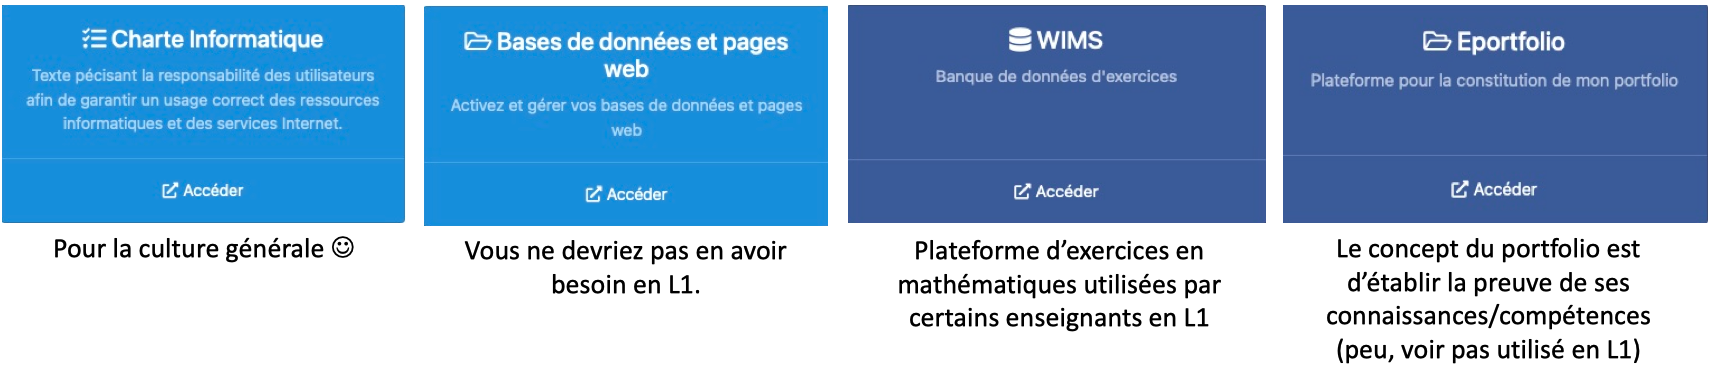 Charte Informatique
Texte pécisant la responsabilité des utilisateurs
afin de garantir un usage correct des ressources
informatiques et des services Internet.
Accéder
Pour la culture générale ☺
Bases de données et pages
web
Activez et gérer vos bases de données et pages
web
Accéder
Vous ne devriez pas en avoir
besoin en L1.
WIMS
Banque de données d'exercices
Accéder
Plateforme d’exercices en
mathématiques utilisées par
certains enseignants en L1
Eportfolio
Plateforme pour la constitution de mon portfolio
Accéder
Le concept du portfolio est
d’établir la preuve de ses
connaissances/compétences
(peu, voir pas utilisé en L1)